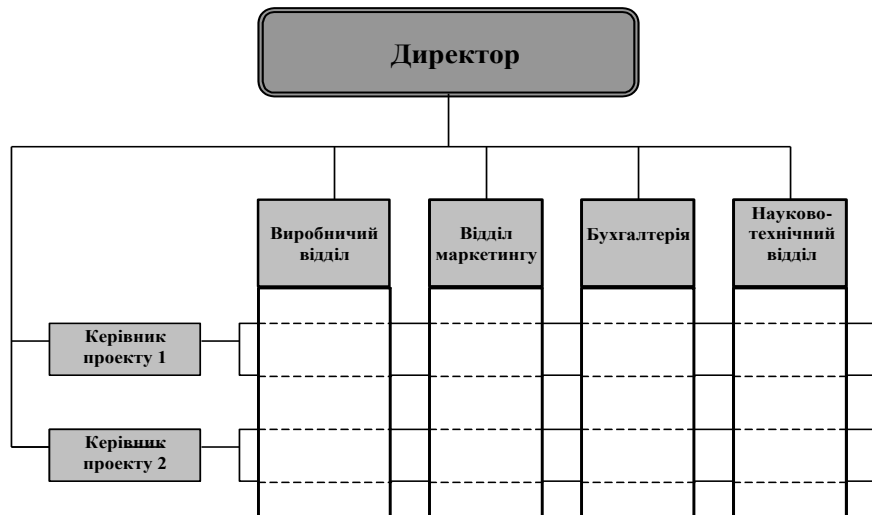 Директор
Виробничий
відділ
Відділ
маркетингу
Бухгалтерія
Науково-
технічний
відділ
Керівник
проекту 1
Керівник
проекту 2